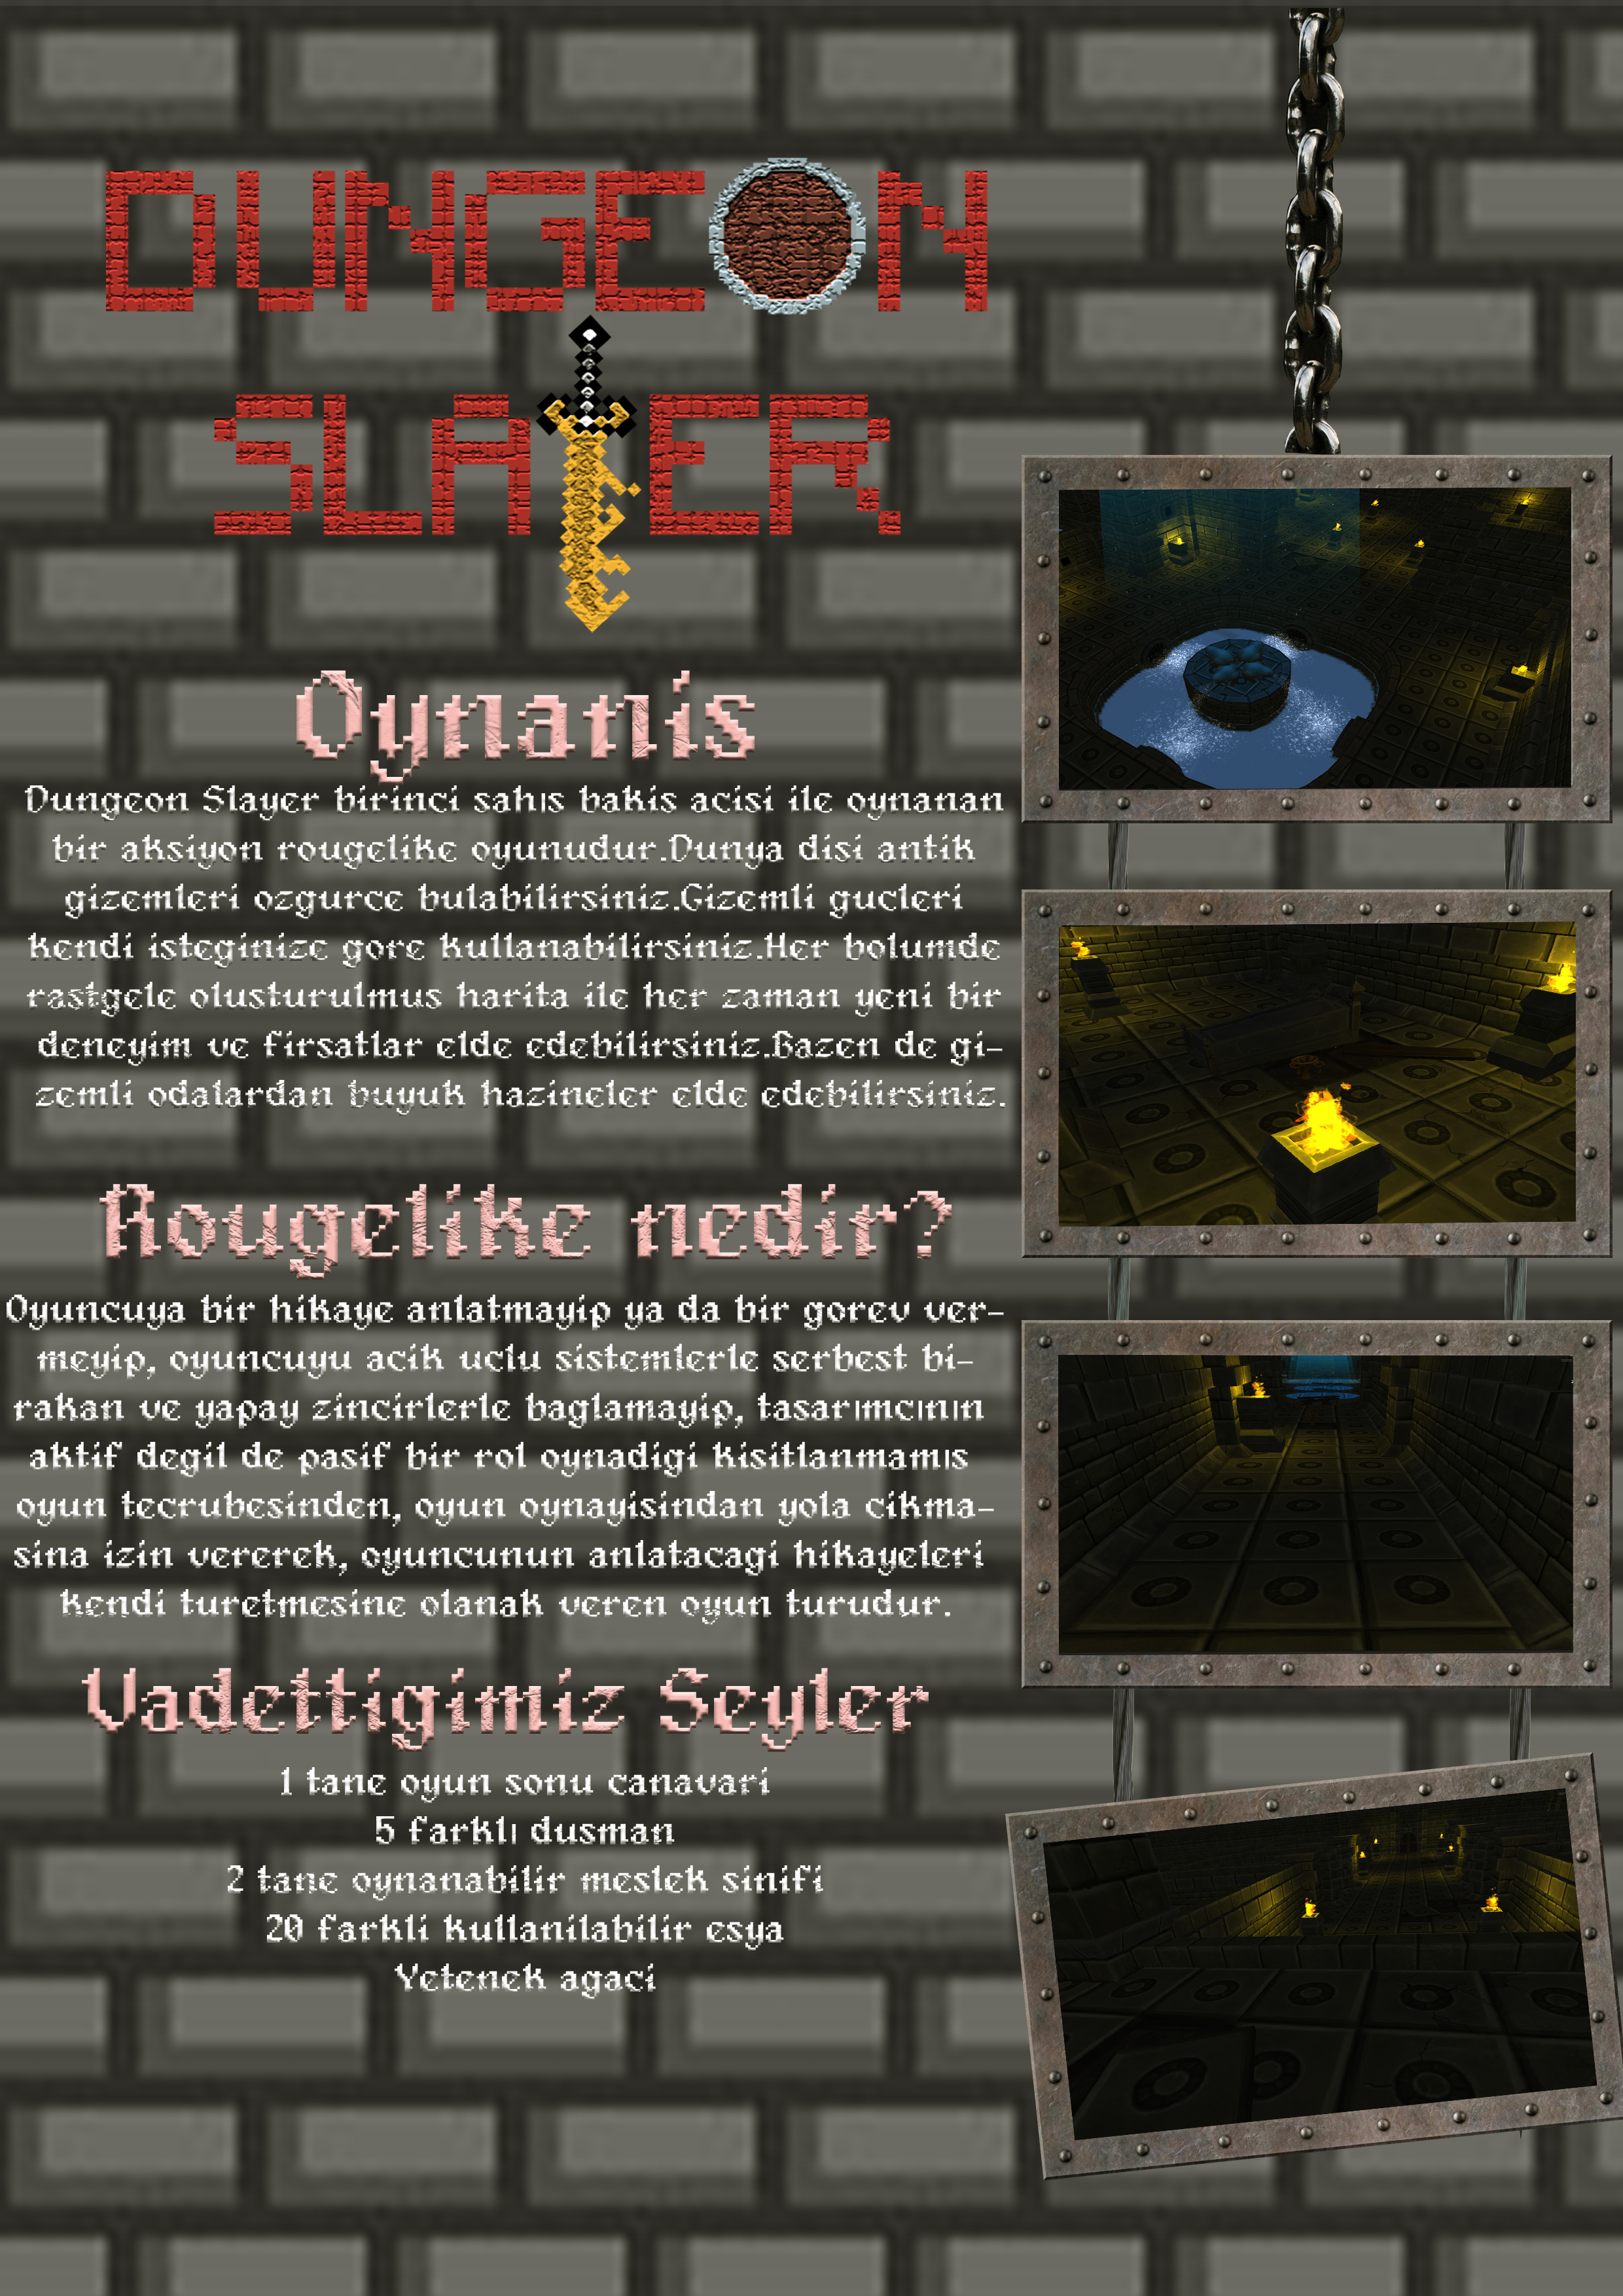 DUNGEON
SLAYER
Oynanis
Dungeon Slayer birinci sahıs bakis acisi ile oynanan
bir aksiyon rougelike oyunudur.Dunya disi antik
gizemleri ozgurce bulabilirsiniz.Gizemli gucleri
kendi isteginize gore kullanabilirsiniz.Her bolumde
rastgele olusturulmus harita ile her zaman yeni bir
deneyim ve firsatlar elde edebilirsiniz.Bazen de gi-
zemli odalardan buyuk hazineler elde edebilirsiniz.
Rougelike nedir?
Oyuncuya bir hikaye anlatmayip ya da bir gorev ver-
meyip, oyuncuyu acik uclu sistemlerle serbest bi-
rakan ve yapay zincirlerle baglamayip, tasarımcının
aktif degil de pasif bir rol oynadigi kisitlanmamıs
oyun tecrubesinden, oyun oynayisindan yola cikma-
sina izin vererek, oyuncunun anlatacagi hikayeleri
kendi turetmesine olanak veren oyun turudur.
Vadettigimiz Seyler
1 tane oyun sonu canavari
5 farklı dusman
2 tane oynanabilir meslek sinifi
20 farkli kullanilabilir esya
Yetenek agaci